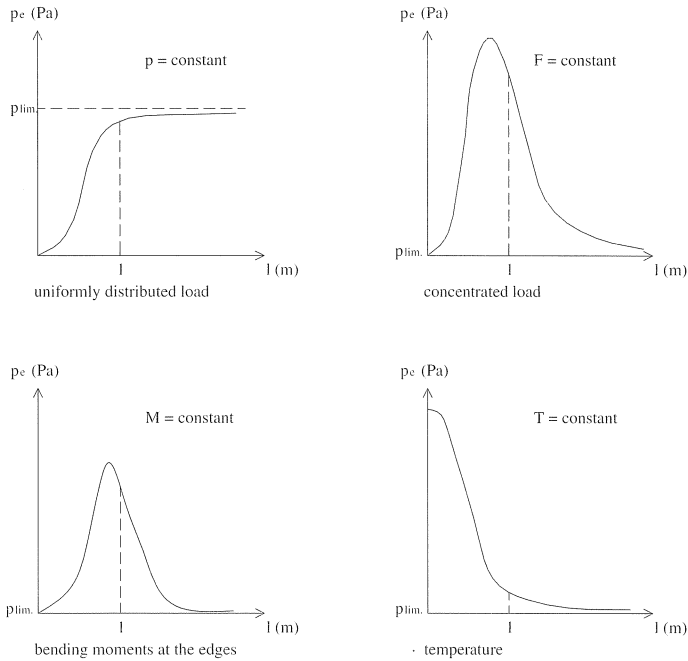 pe (Pa)
p = constant
plim.
1
l (m)
uniformly distributed load
pe (Pa)
F = constant
plim.
1
l (m)
concentrated load
pe (Pa)
M = constant
plim.
1
l (m)
bending moments at the edges
pe (Pa)
T = constant
plim.
1
l (m)
temperature